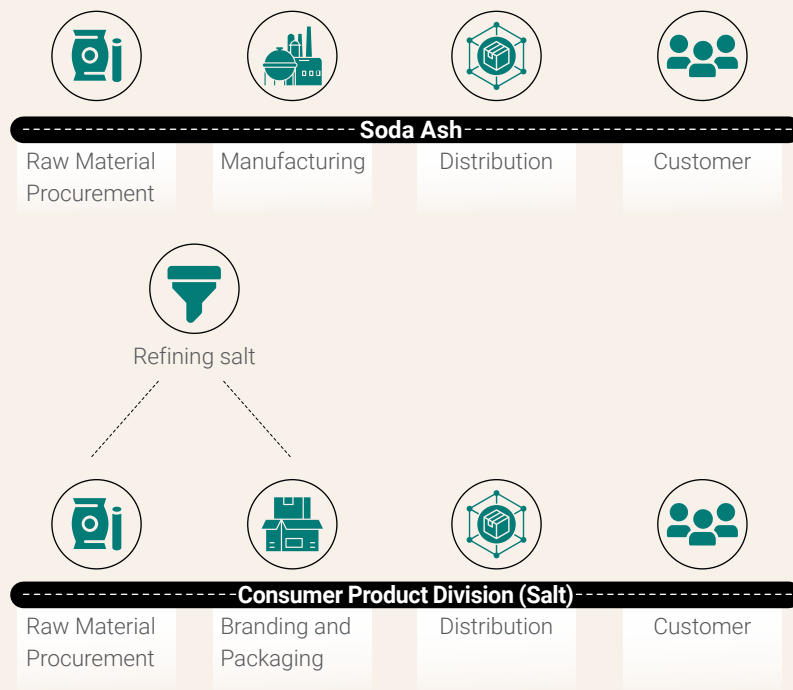 Soda Ash
Raw Material
Procurement
Manufacturing
Distribution
Customer
Refining salt
Consumer Product Division (Salt)
Raw Material
Procurement
Branding and
Packaging
Distribution
Customer